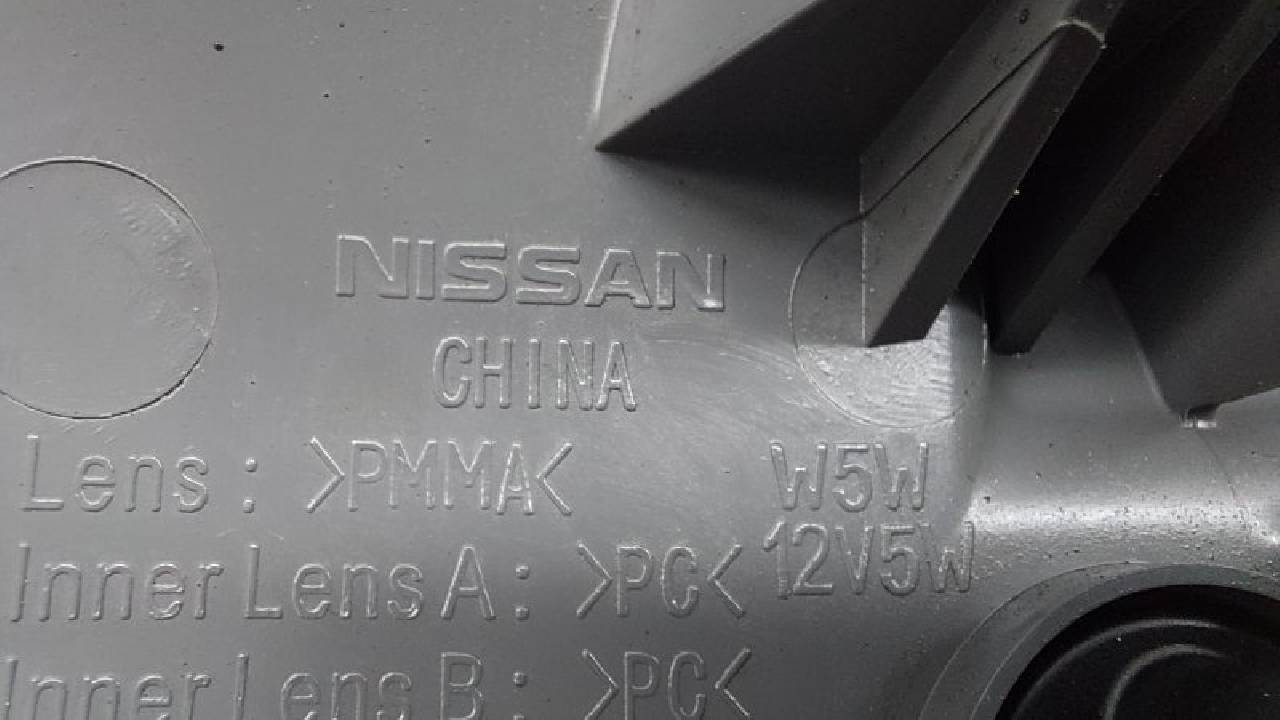 NISSAN
CHINA
Lens : >PMMA< W5W
Inner Lens A : >PC< 12V5W
Inner Lens B : >PC<